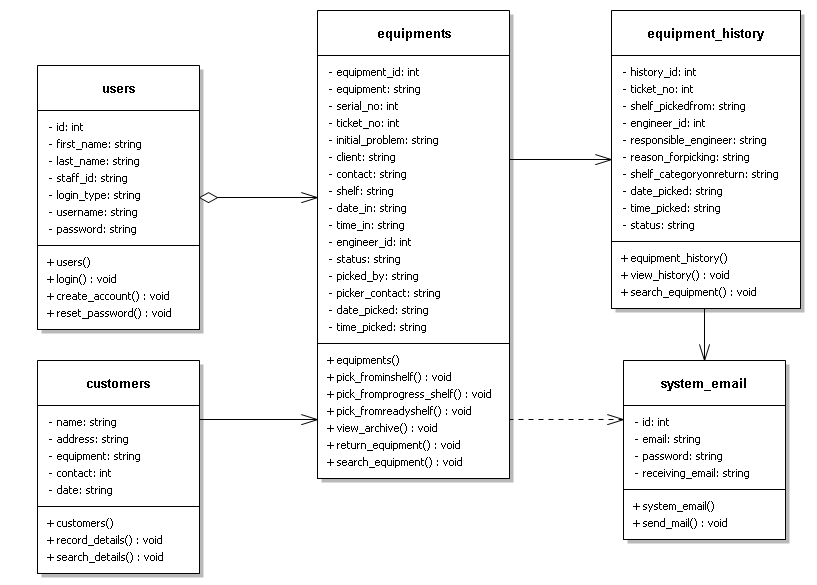 users
- id: int
- first_name: string
- last_name: string
- staff_id: string
- login_type: string
- username: string
- password: string
+ users()
+ login() : void
+ create_account() : void
+ reset_password() : void
customers
- name: string
- address: string
- equipment: string
- contact: int
- date: string
+ customers()
+ record_details() : void
+ search_details() : void
equipments
- equipment_id: int
- equipment: string
- serial_no: int
- ticket_no: int
- initial_problem: string
- client: string
- contact: string
- shelf: string
- date_in: string
- time_in: string
- engineer_id: int
- status: string
- picked_by: string
- picker_contact: string
- date_picked: string
- time_picked: string
+ equipments()
+ pick_frominshelf() : void
+ pick_fromprogress_shelf() : void
+ pick_fromreadyshelf() : void
+ view_archive() : void
+ return_equipment() : void
+ search_equipment() : void
equipment_history
- history_id: int
- ticket_no: int
- shelf_pickedfrom: string
- engineer_id: int
- responsible_engineer: string
- reason_forpicking: string
- shelf_categoryonreturn: string
- date_picked: string
- time_picked: string
- status: string
+ equipment_history()
+ view_history() : void
+ search_equipment() : void
system_email
- id: int
- email: string
- password: string
- receiving_email: string
+ system_email()
+ send_mail() : void